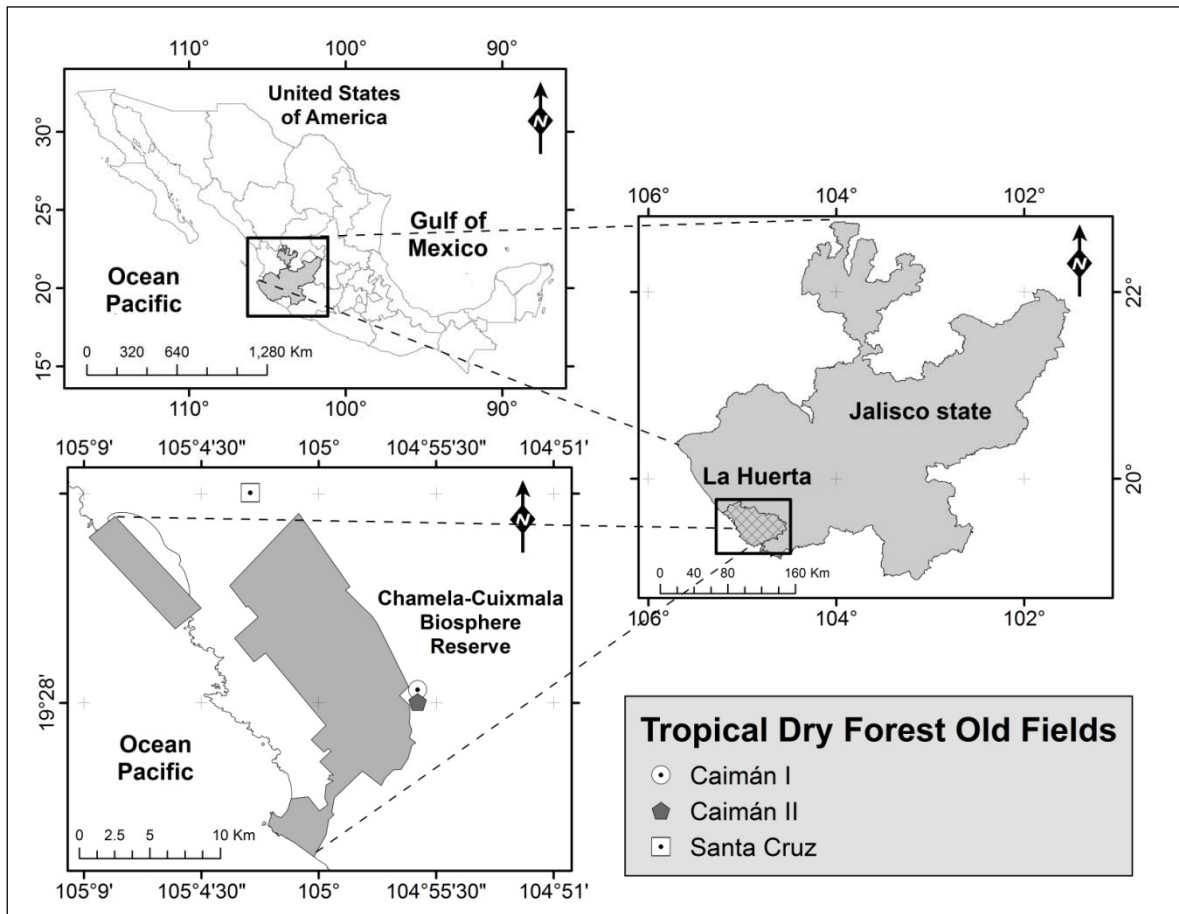 110°
100°
90°
United States
of America
N
30°
25°
20°
15°
Gulf of
Mexico
Ocean
Pacific
0
320
640
1,280 Km
110°
100°
90°
106°
104°
102°
N
22°
20°
Jalisco state
La Huerta
0
40
80
160 Km
106°
104°
102°
105°9'
105°4'30"
105°
104°55'30"
104°51'
N
Chamela-Cuixmala
Biosphere
Reserve
19°28'
Ocean
Pacific
0
2.5
5
10 Km
105°9'
105°4'30"
105°
104°55'30"
104°51'
Tropical Dry Forest Old Fields
Caimán I
Caimán II
Santa Cruz